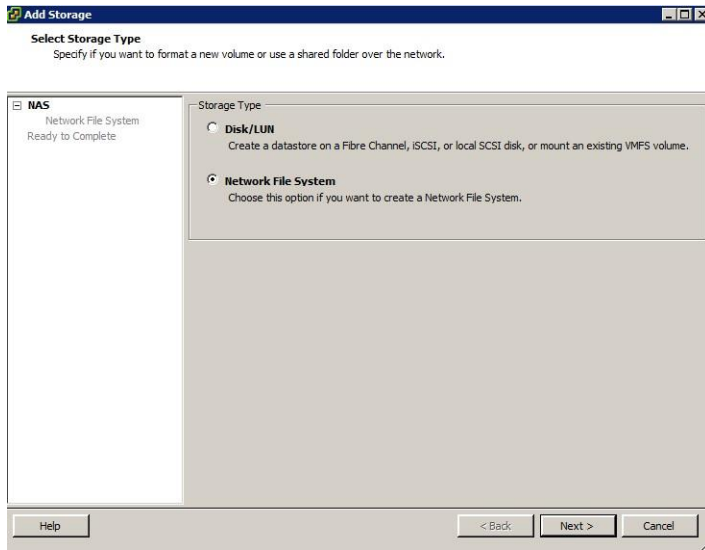 Add Storage
Select Storage Type
Specify if you want to format a new volume or use a shared folder over the network.
NAS
Network File System
Ready to Complete
Storage Type
Disk/LUN
Create a datastore on a Fibre Channel, iSCSI, or local SCSI disk, or mount an existing VMFS volume.
Network File System
Choose this option if you want to create a Network File System.
Help
< Back
Next >
Cancel